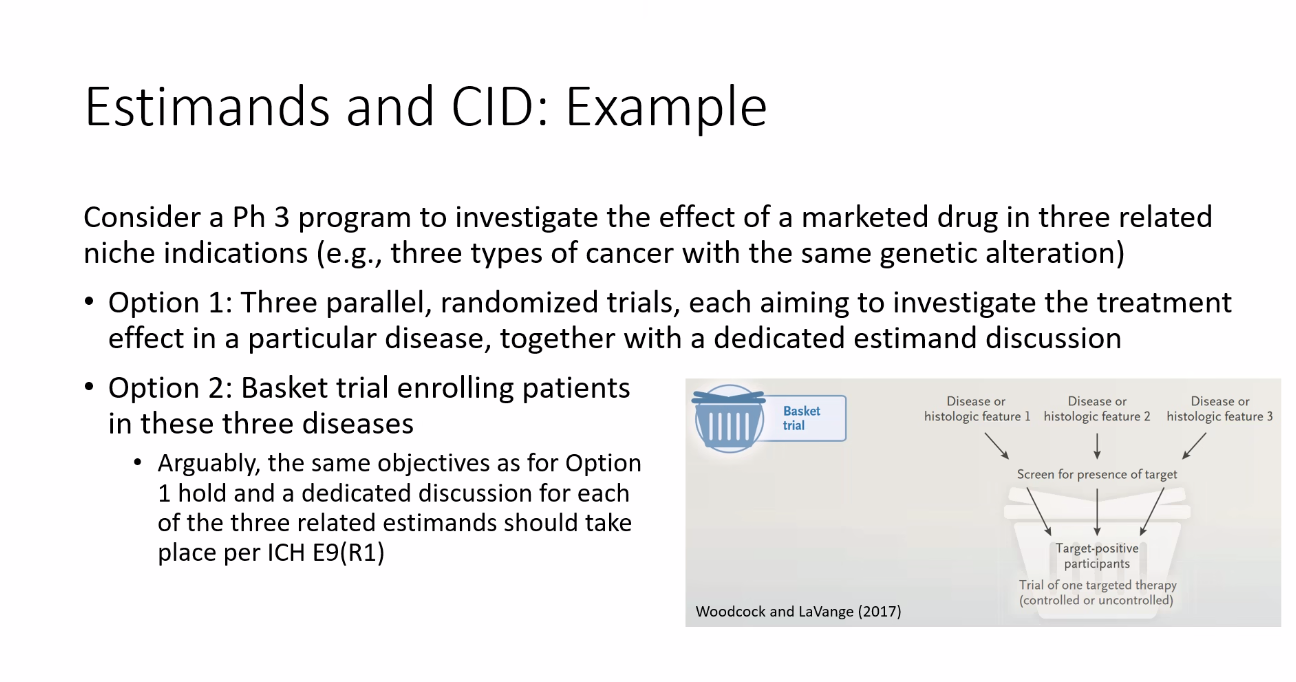 Estimands and CID: Example
Consider a Ph 3 program to investigate the effect of a marketed drug in three related
niche indications (e.g., three types of cancer with the same genetic alteration)
• Option 1: Three parallel, randomized trials, each aiming to investigate the treatment
effect in a particular disease, together with a dedicated estimand discussion
• Option 2: Basket trial enrolling patients
in these three diseases
• Arguably, the same objectives as for Option
1 hold and a dedicated discussion for each
of the three related estimands should take
place per ICH E9(R1)
Basket
trial
Disease or
histologic feature 1
Disease or
histologic feature 2
Disease or
histologic feature 3
Screen for presence of target
Target-positive
participants
Trial of one targeted therapy
(controlled or uncontrolled)
Woodcock and LaVange (2017)